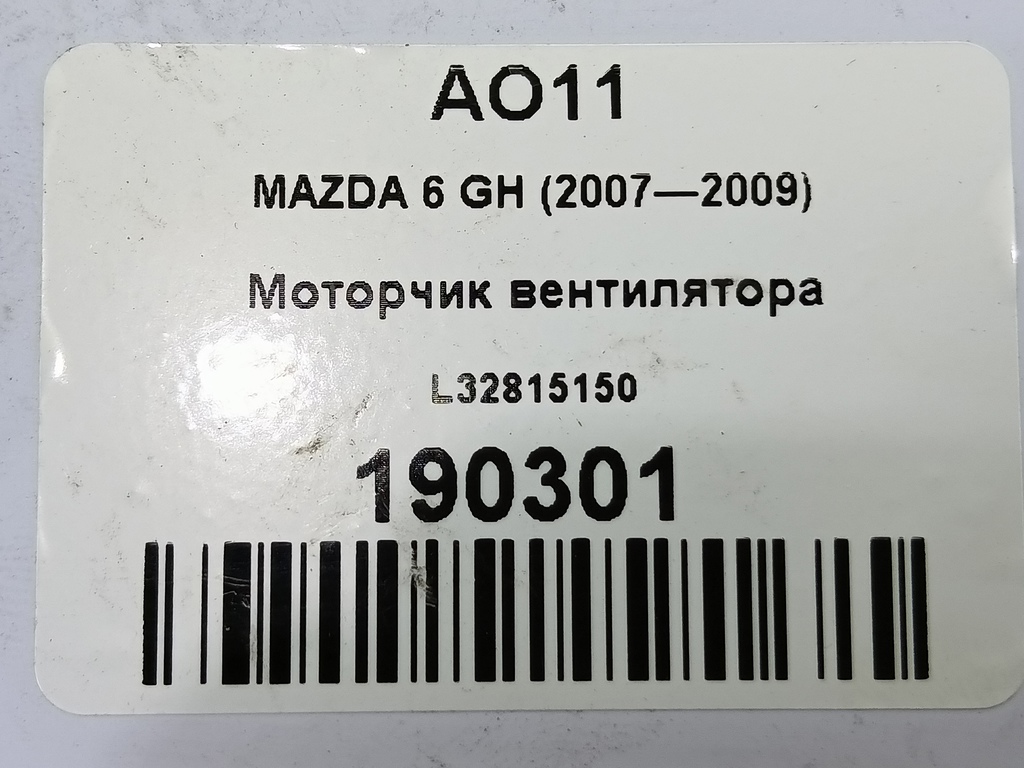 AO11
MAZDA 6 GH (2007—2009)
Моторчик вентилятора
L32815150
190301